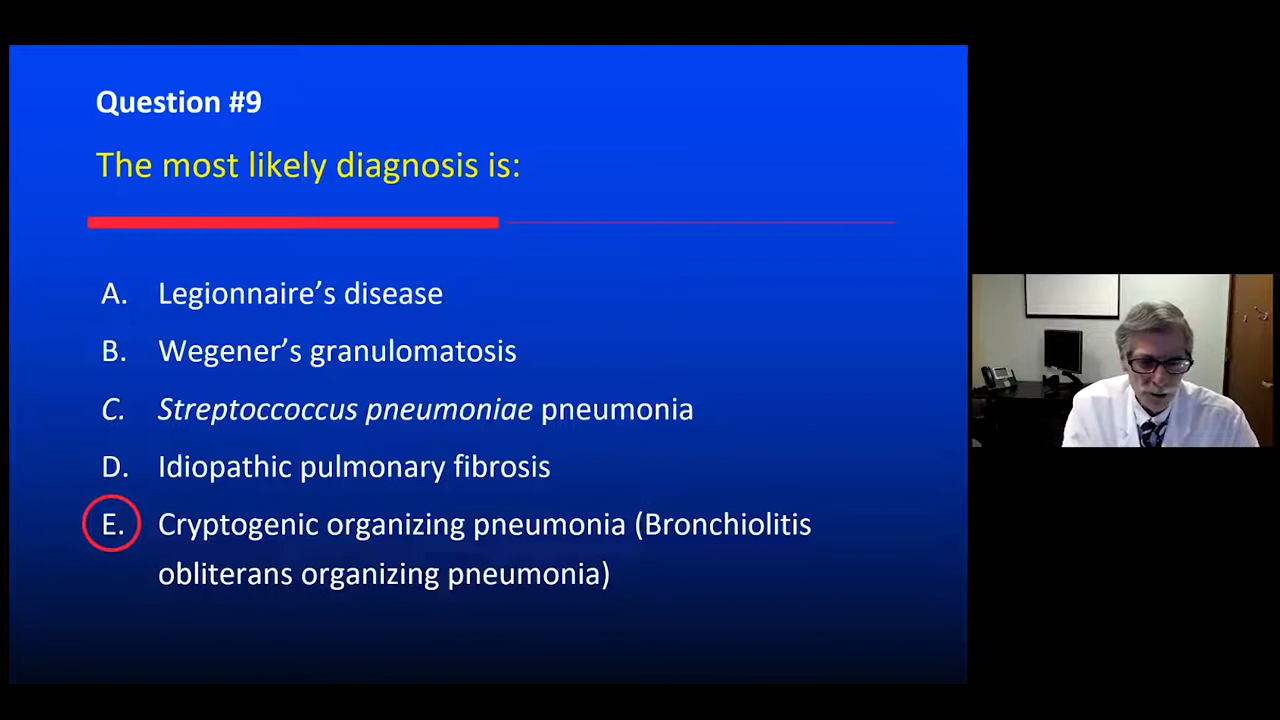 Question #9
The most likely diagnosis is:
A. Legionnaire’s disease
B. Wegener’s granulomatosis
C. Streptoccoccus pneumoniae pneumonia
D. Idiopathic pulmonary fibrosis
E. Cryptogenic organizing pneumonia (Bronchiolitis
obliterans organizing pneumonia)